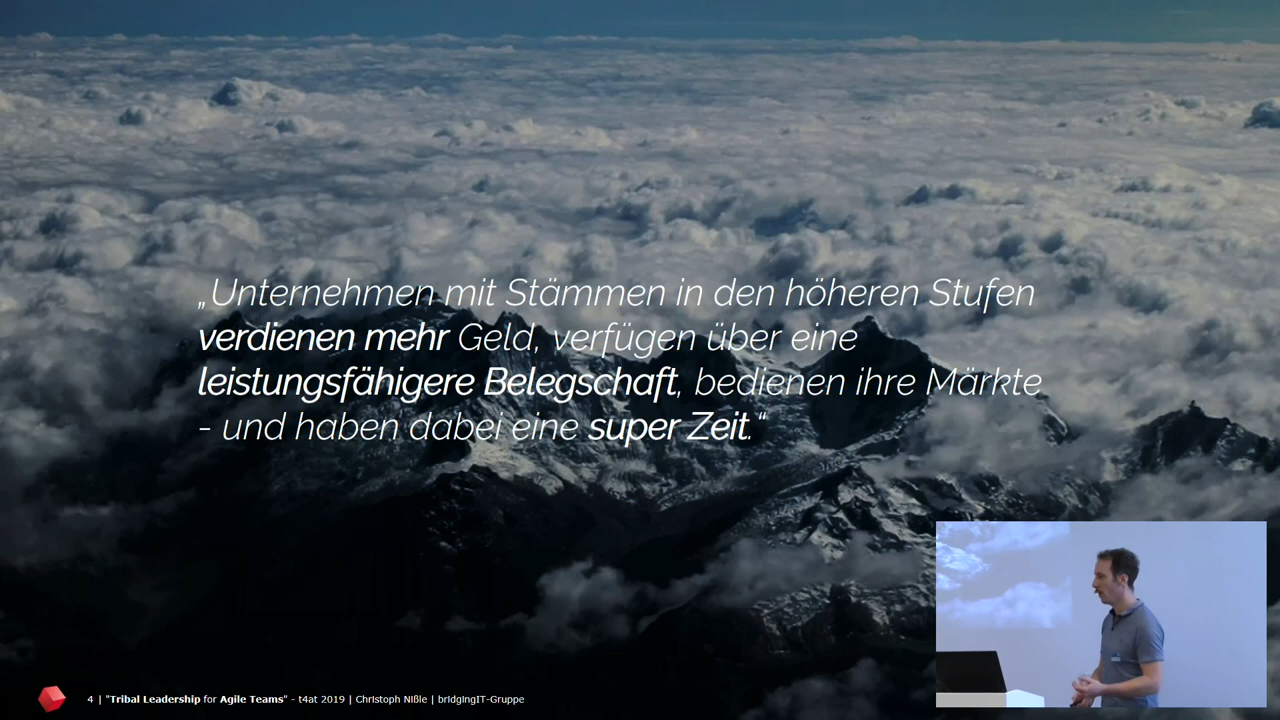 „Unternehmen mit Stämmen in den höheren Stufen
verdienen mehr Geld, verfügen über eine
leistungsfähigere Belegschaft, bedienen ihre Märkte
- und haben dabei eine super Zeit.“
4 | "Tribal Leadership for Agile Teams" - t4at 2019 | Christoph Nißle | bridgingIT-Gruppe